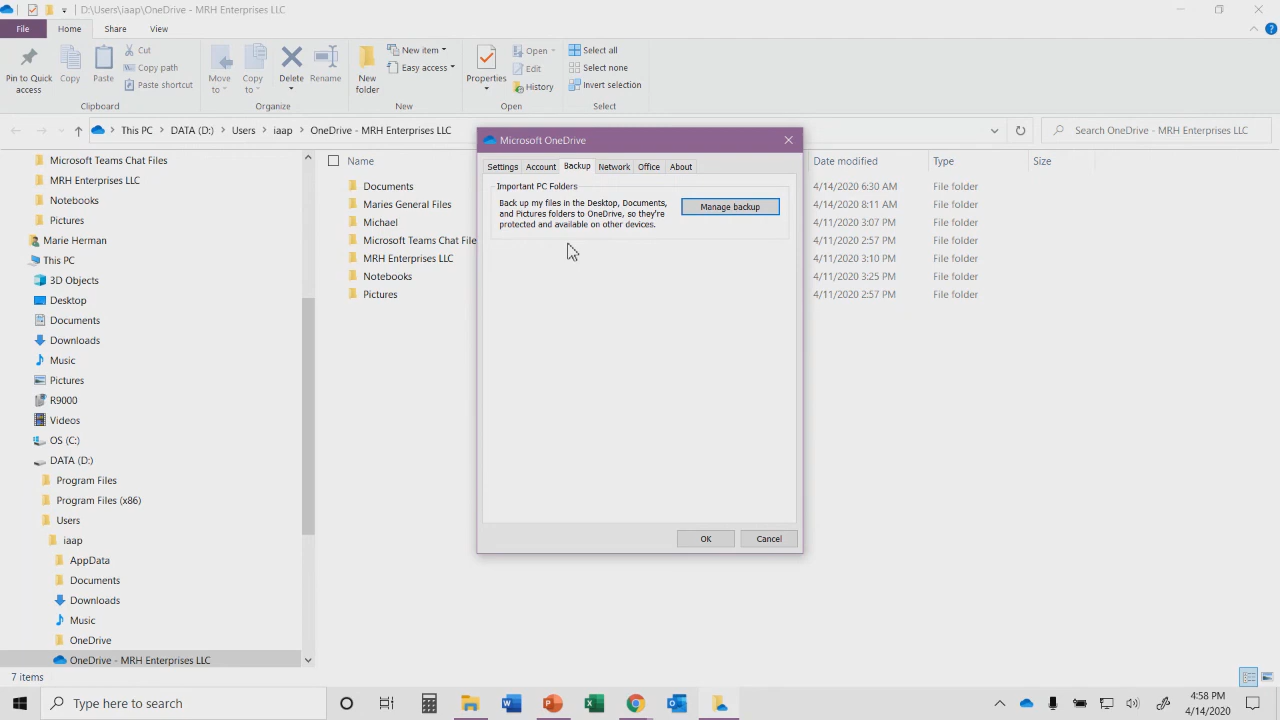 D:\Users\iaap\OneDrive - MRH Enterprises LLC
File Home Share View
Pin to Quick access
Copy
Paste
Cut
Copy path
Paste shortcut
Clipboard
Move to
Copy to
Delete
Rename
Organize
New folder
New item
Easy access
New
Properties
Open
Edit
History
Open
Select all
Select none
Invert selection
Select
This PC DATA (D:) Users iaap OneDrive - MRH Enterprises LLC
Search OneDrive - MRH Enterprises LLC
Microsoft Teams Chat Files
MRH Enterprises LLC
Notebooks
Pictures
Marie Herman
This PC
3D Objects
Desktop
Documents
Downloads
Music
Pictures
R9000
Videos
OS (C:)
DATA (D:)
Program Files
Program Files (x86)
Users
iaap
AppData
Documents
Downloads
Music
OneDrive
OneDrive - MRH Enterprises LLC
Name Date modified Type Size
Documents 4/14/2020 6:30 AM File folder
Maries General Files 4/14/2020 8:11 AM File folder
Michael 4/11/2020 3:07 PM File folder
Microsoft Teams Chat File 4/11/2020 2:57 PM File folder
MRH Enterprises LLC 4/11/2020 3:10 PM File folder
Notebooks 4/11/2020 3:25 PM File folder
Pictures 4/11/2020 2:57 PM File folder
Microsoft OneDrive
Settings Account Backup Network Office About
Important PC Folders
Back up my files in the Desktop, Documents,
and Pictures folders to OneDrive, so they're
protected and available on other devices.
Manage backup
OK Cancel
7 items
Type here to search
4:58 PM
4/14/2020